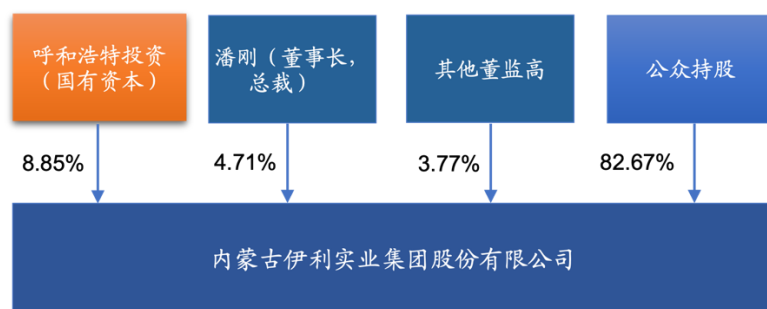 呼和浩特投资
（国有资本）
潘刚（董事长，
总裁）
其他董监高
公众持股
8.85%
4.71%
3.77%
82.67%
内蒙古伊利实业集团股份有限公司